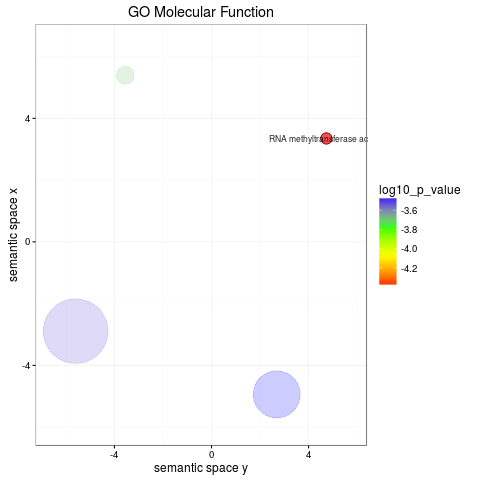 GO Molecular Function
4
0
-4
semantic space x
RNA methyltransferase ac
-4
0
4
semantic space y
log10_p_value
-3.6
-3.8
-4.0
-4.2